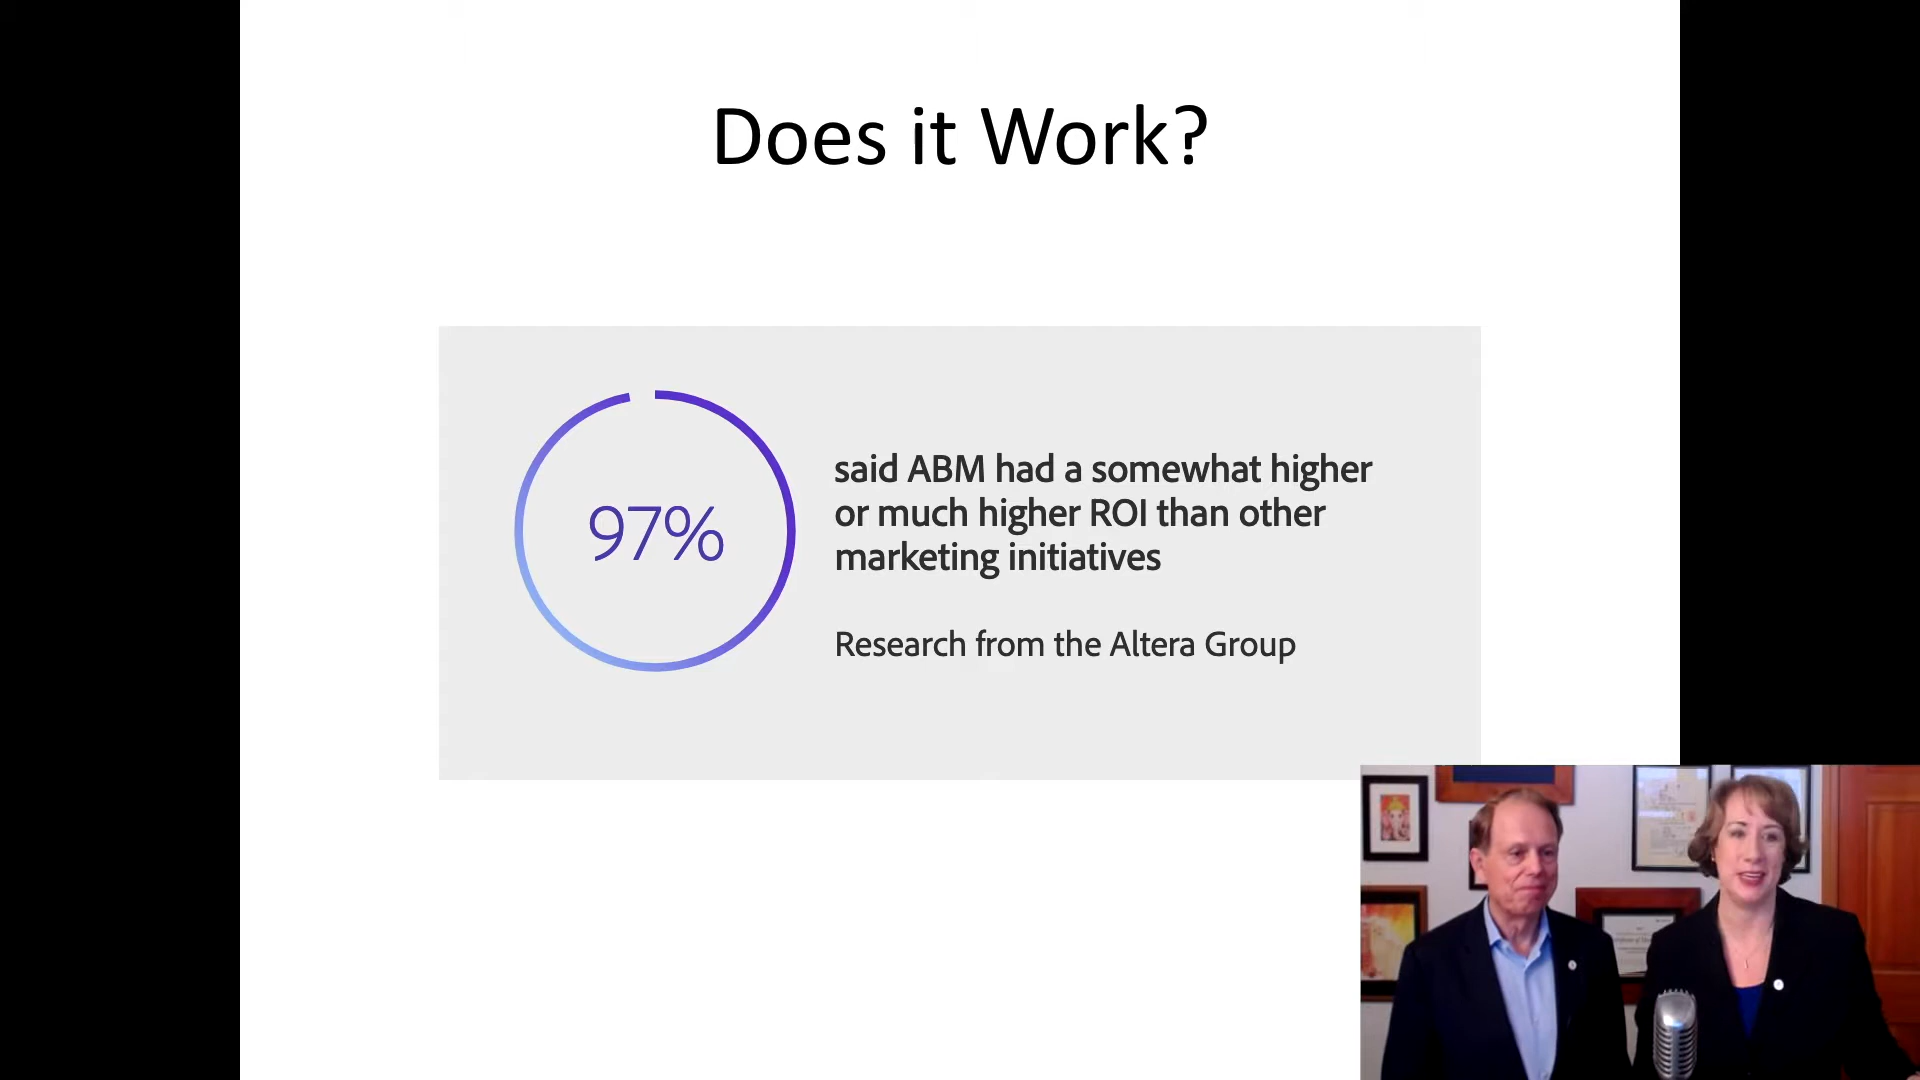 Does it Work?
97%
said ABM had a somewhat higher
or much higher ROI than other
marketing initiatives
Research from the Altera Group